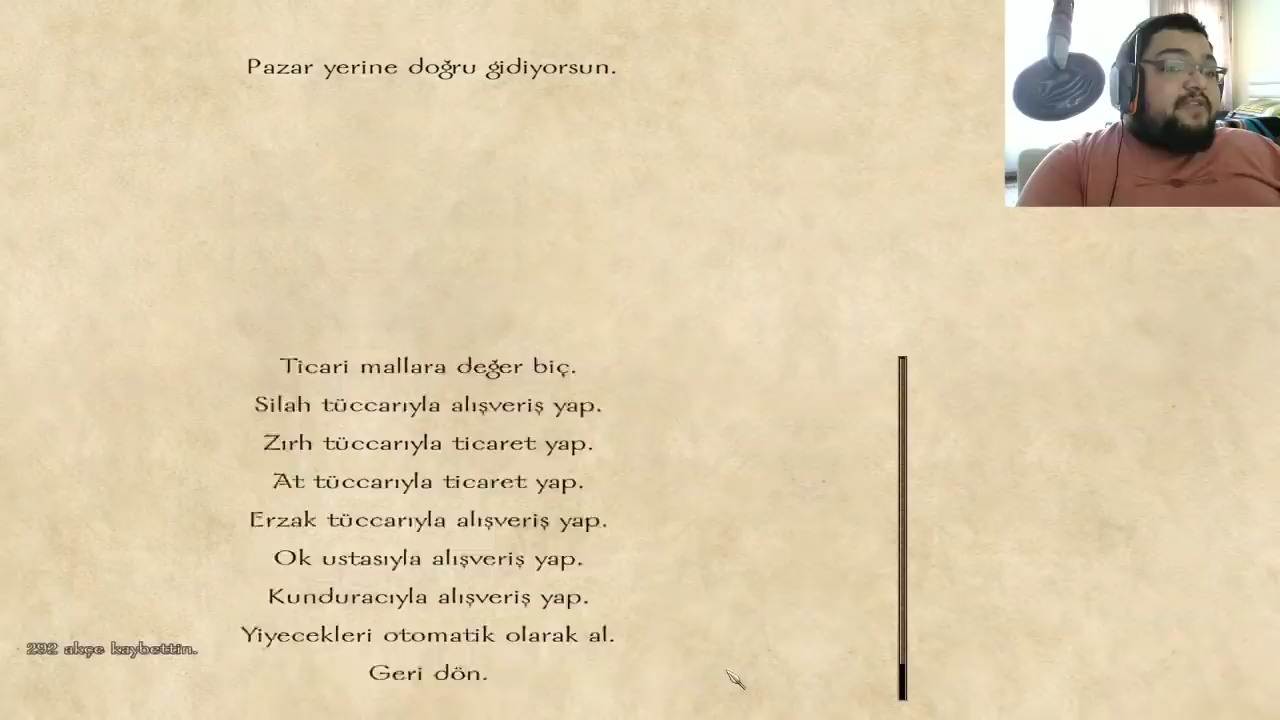 Pazar yerine doğru gidiyorsun.
Ticari mallara değer biç.
Silah tüccarıyla alışveriş yap.
Zırh tüccarıyla ticaret yap.
At tüccarıyla ticaret yap.
Erzak tüccarıyla alışveriş yap.
Ok ustasıyla alışveriş yap.
Kunduracıyla alışveriş yap.
Yiyecekleri otomatik olarak al.
292 akçe kaybettin.
Geri dön.